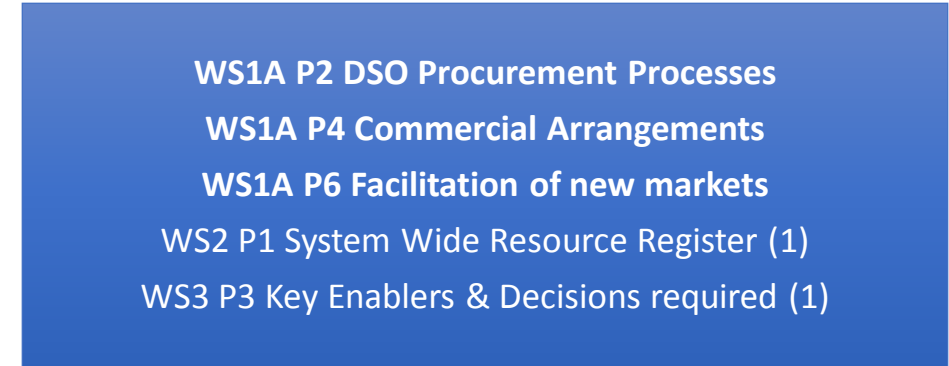 WS1A P2 DSO Procurement Processes
WS1A P4 Commercial Arrangements
WS1A P6 Facilitation of new markets
WS2 P1 System Wide Resource Register (1)
WS3 P3 Key Enablers & Decisions required (1)